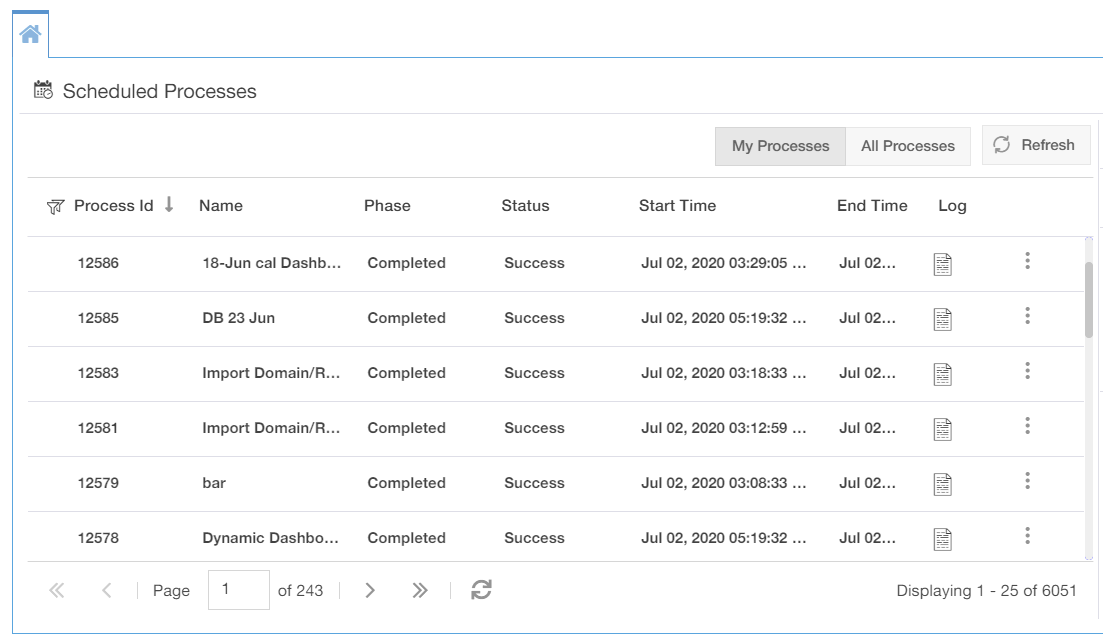 Scheduled Processes
My Processes All Processes Refresh
Process Id Name Phase Status Start Time End Time Log
12586 18-Jun cal Dashb... Completed Success Jul 02, 2020 03:29:05 ... Jul 02...
12585 DB 23 Jun Completed Success Jul 02, 2020 05:19:32 ... Jul 02...
12583 Import Domain/R... Completed Success Jul 02, 2020 03:18:33 ... Jul 02...
12581 Import Domain/R... Completed Success Jul 02, 2020 03:12:59 ... Jul 02...
12579 bar Completed Success Jul 02, 2020 03:08:33 ... Jul 02...
12578 Dynamic Dashbo... Completed Success Jul 02, 2020 05:19:32 ... Jul 02...
Page 1 of 243 Displaying 1 - 25 of 6051